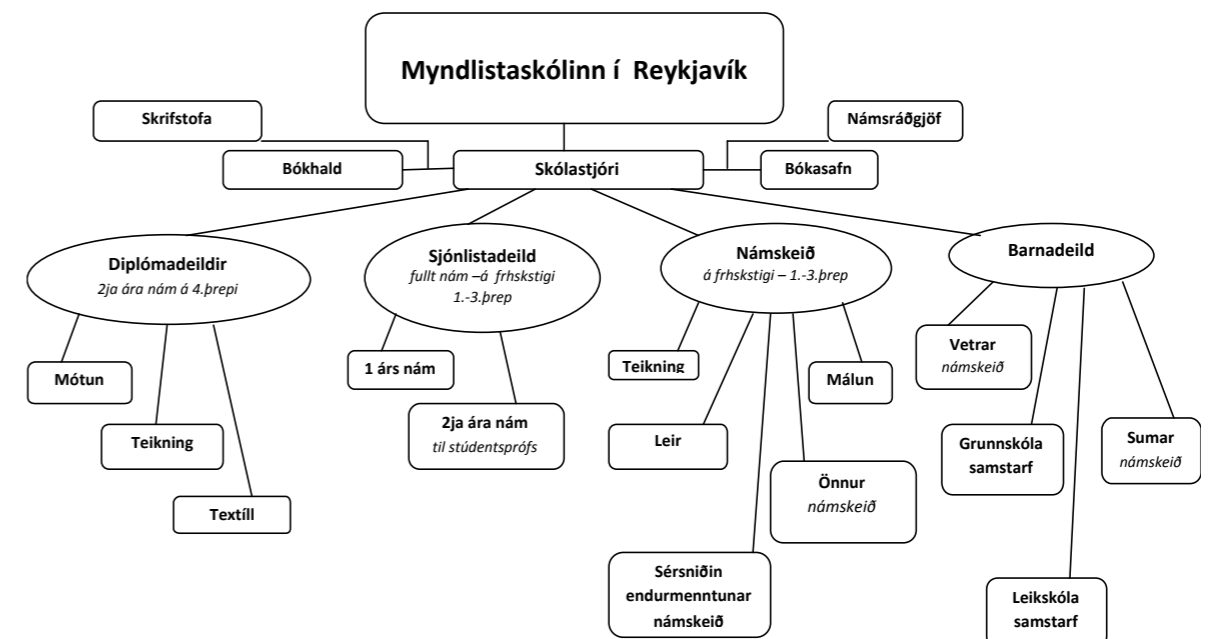 Myndlistaskólinn í Reykjavík
Skrifstofa
Námsráðgjöf
Bókhald
Skólastjóri
Bókasafn
Diplómadeildir
2ja ára nám á 4.þrepi
Sjónlistadeild
fullt nám –á frhskstigi
1.-3.þrep
Námskeið
á frhskstigi – 1.-3.þrep
Barnadeild
Mótun
Teikning
Textíll
1 árs nám
2ja ára nám
til stúdentsprófs
Teikning
Leir
Sérsniðin
endurmenntunar
námskeið
Önnur
námskeið
Málun
Vetrar
námskeið
Grunnskóla
samstarf
Leikskóla
samstarf
Sumar
námskeið